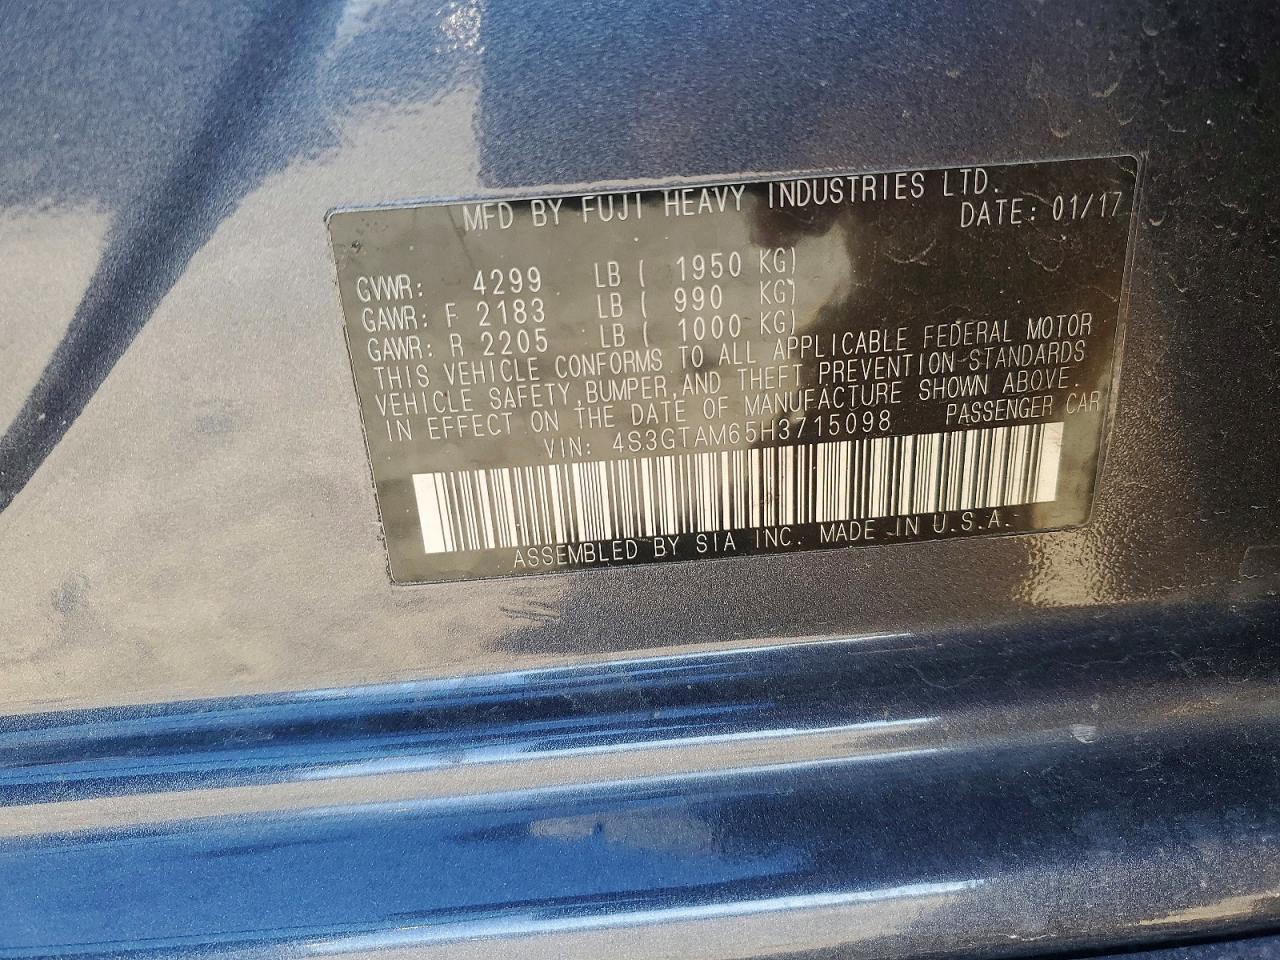 MFD BY FUJI HEAVY INDUSTRIES LTD.
DATE: 01/17
GVWR: 4299 LB ( 1950 KG)
GAWR: F 2183 LB ( 990 KG)
GAWR: R 2205 LB ( 1000 KG)
THIS VEHICLE CONFORMS TO ALL APPLICABLE FEDERAL MOTOR
VEHICLE SAFETY,BUMPER,AND THEFT PREVENTION STANDARDS
IN EFFECT ON THE DATE OF MANUFACTURE SHOWN ABOVE.
VIN: 4S3GTAM65H3715098 PASSENGER CAR
ASSEMBLED BY SIA INC. MADE IN U.S.A.